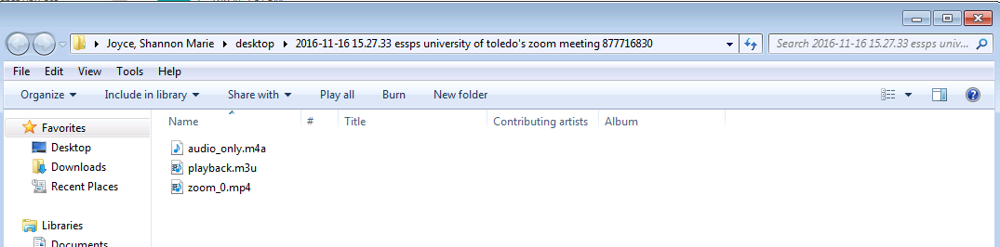 Joyce, Shannon Marie desktop 2016-11-16 15.27.33 essps university of toledo's zoom meeting 877716830 Search 2016-11-16 15.27.33 essps univ...
File Edit View Tools Help
Organize Include in library Share with Play all Burn New folder
Favorites Name # Title Contributing artists Album
Desktop audio_only.m4a
Downloads playback.m3u
Recent Places zoom_0.mp4
Libraries
Documents